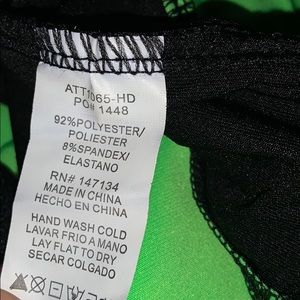 ATT1065-HD
PO# 1448
92%POLYESTER/
POLIESTER
8%SPANDEX/
ELASTANO
RN# 147134
MADE IN CHINA
HECHO EN CHINA
HAND WASH COLD
LAVAR FRIO A MANO
LAY FLAT TO DRY
SECAR COLGADO